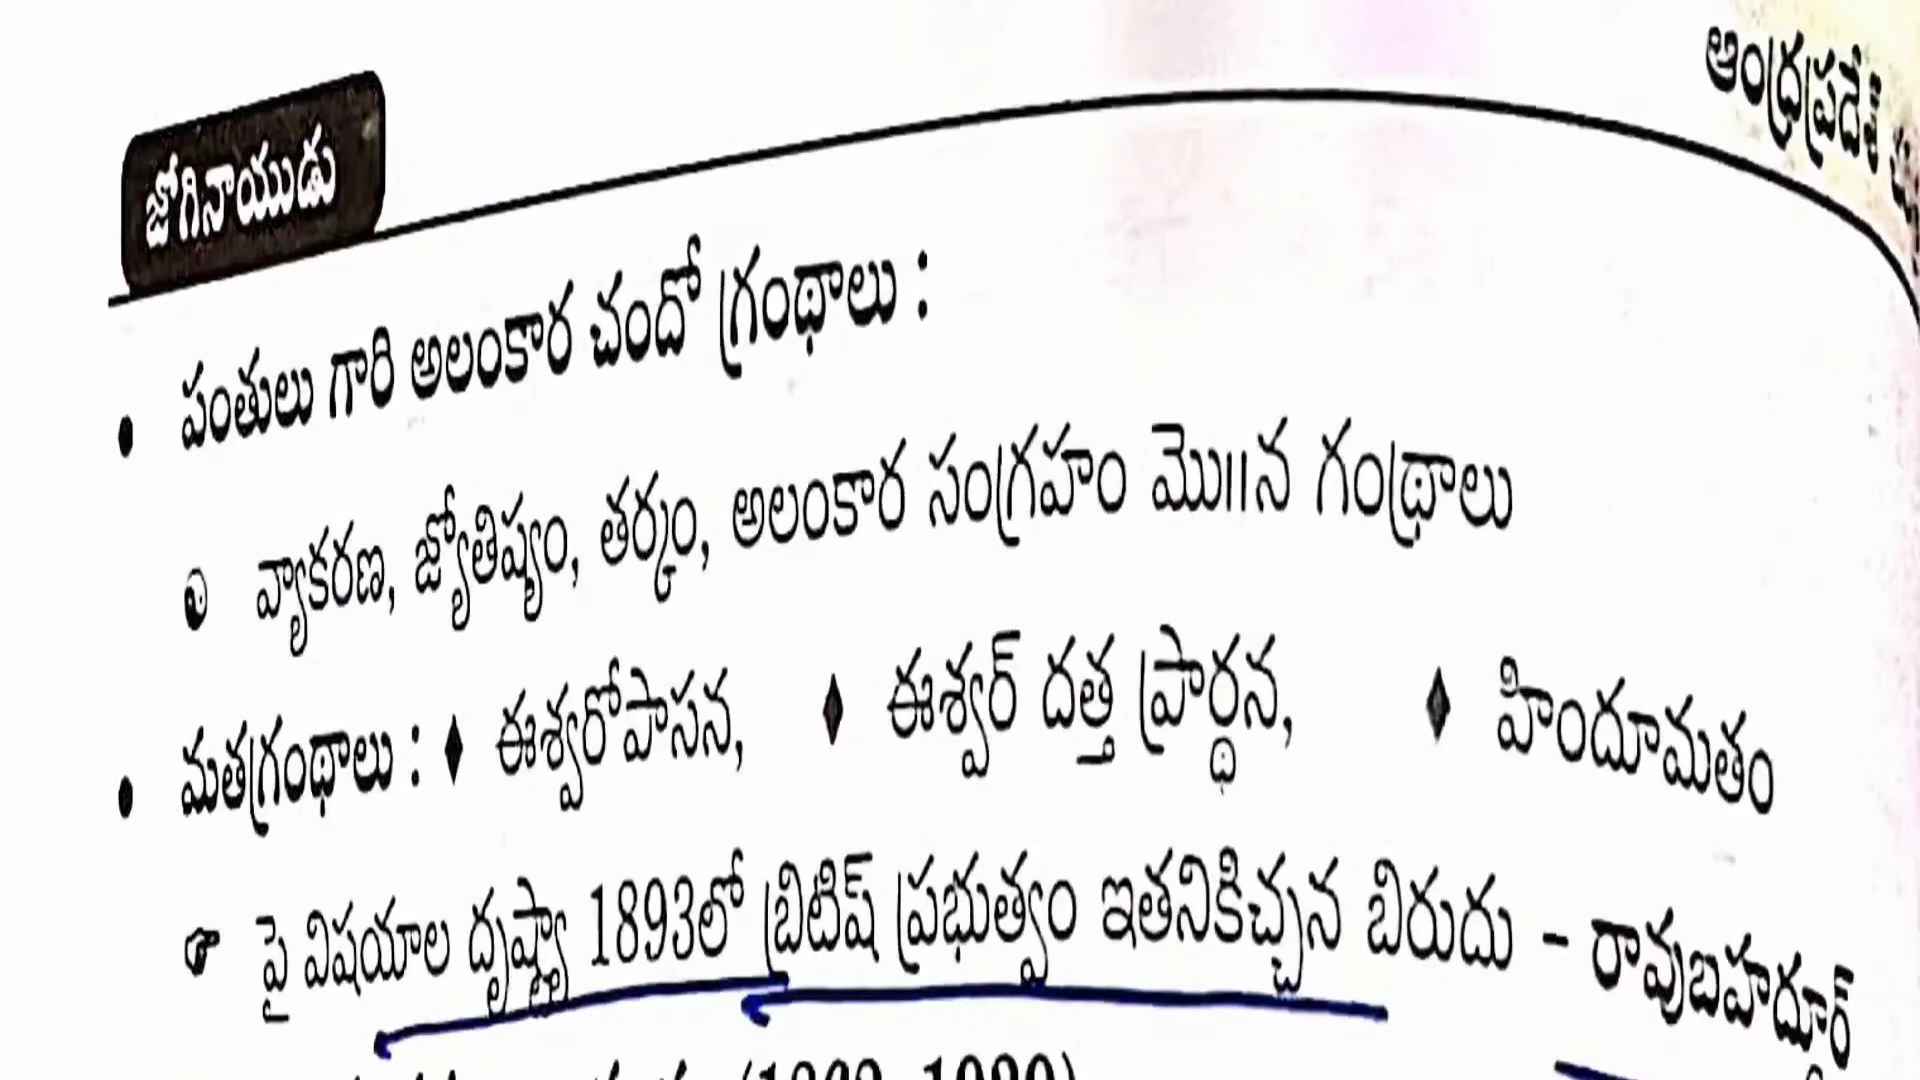 ఆంధ్రప్రదేశ్
జోగినాయుడు
• పంతులు గారి అలంకార చందో గ్రంథాలు :
వ్యాకరణ, జ్యోతిష్యం, తర్కం, అలంకార సంగ్రహం మొ॥న గంథ్రాలు
• మతగ్రంథాలు : ♦ ఈశ్వరోపాసన, ♦ ఈశ్వర్ దత్త ప్రార్థన, ♦ హిందూమతం
పై విషయాల దృష్ట్యా 1893లో బ్రిటిష్ ప్రభుత్వం ఇతనికిచ్చన బిరుదు - రావుబహదూర్